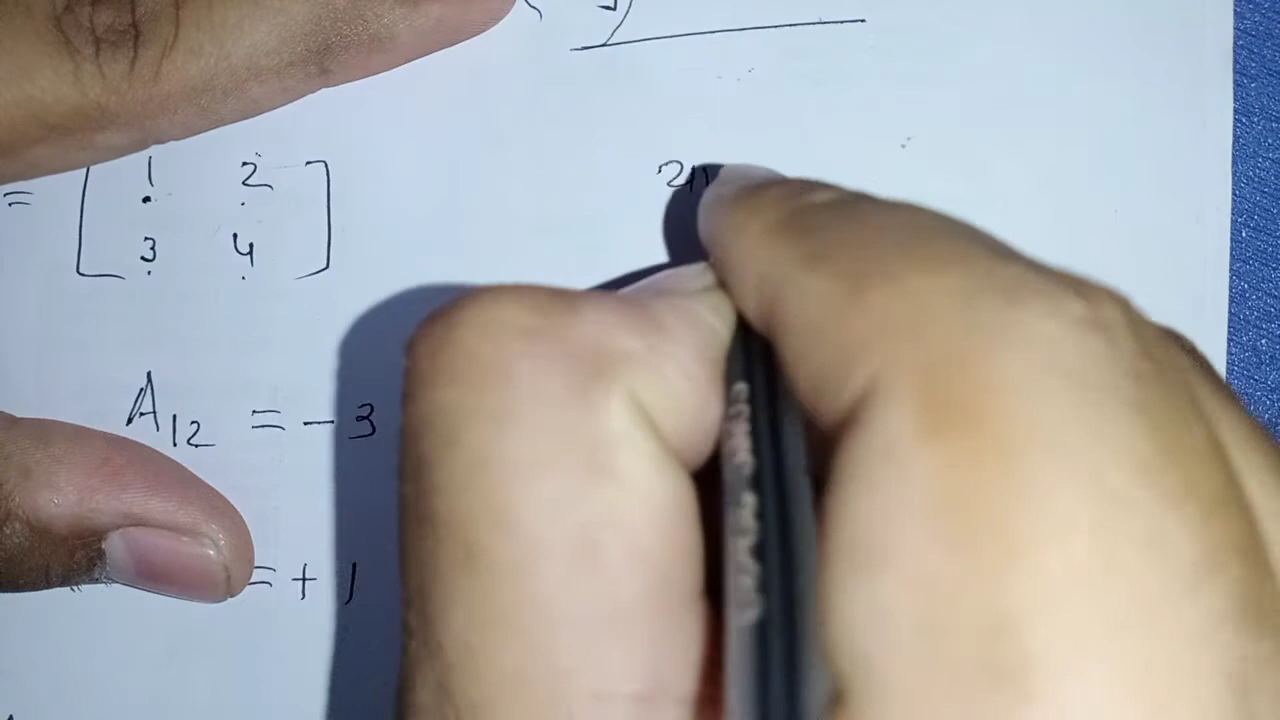 = [ 1 2
3 4 ]
A₁₂ = - 3
= + 1